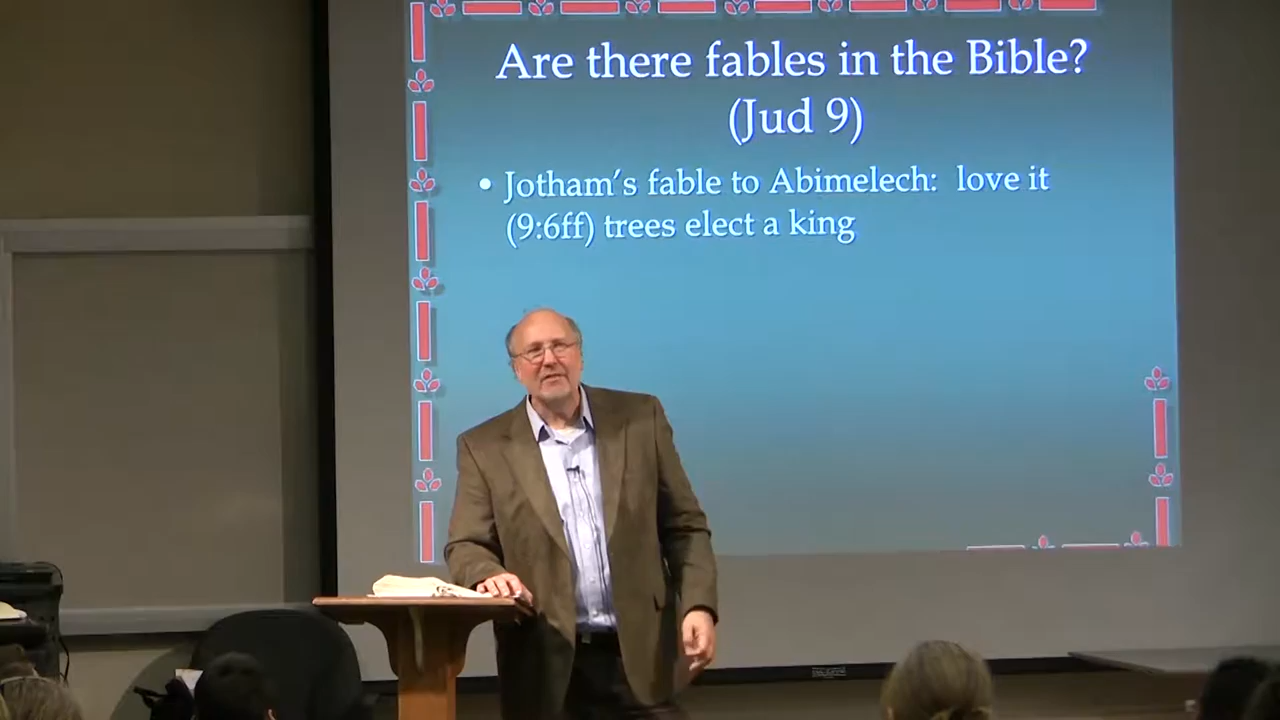 Are there fables in the Bible?
(Jud 9)
• Jotham's fable to Abimelech:  love it
(9:6ff) trees elect a king